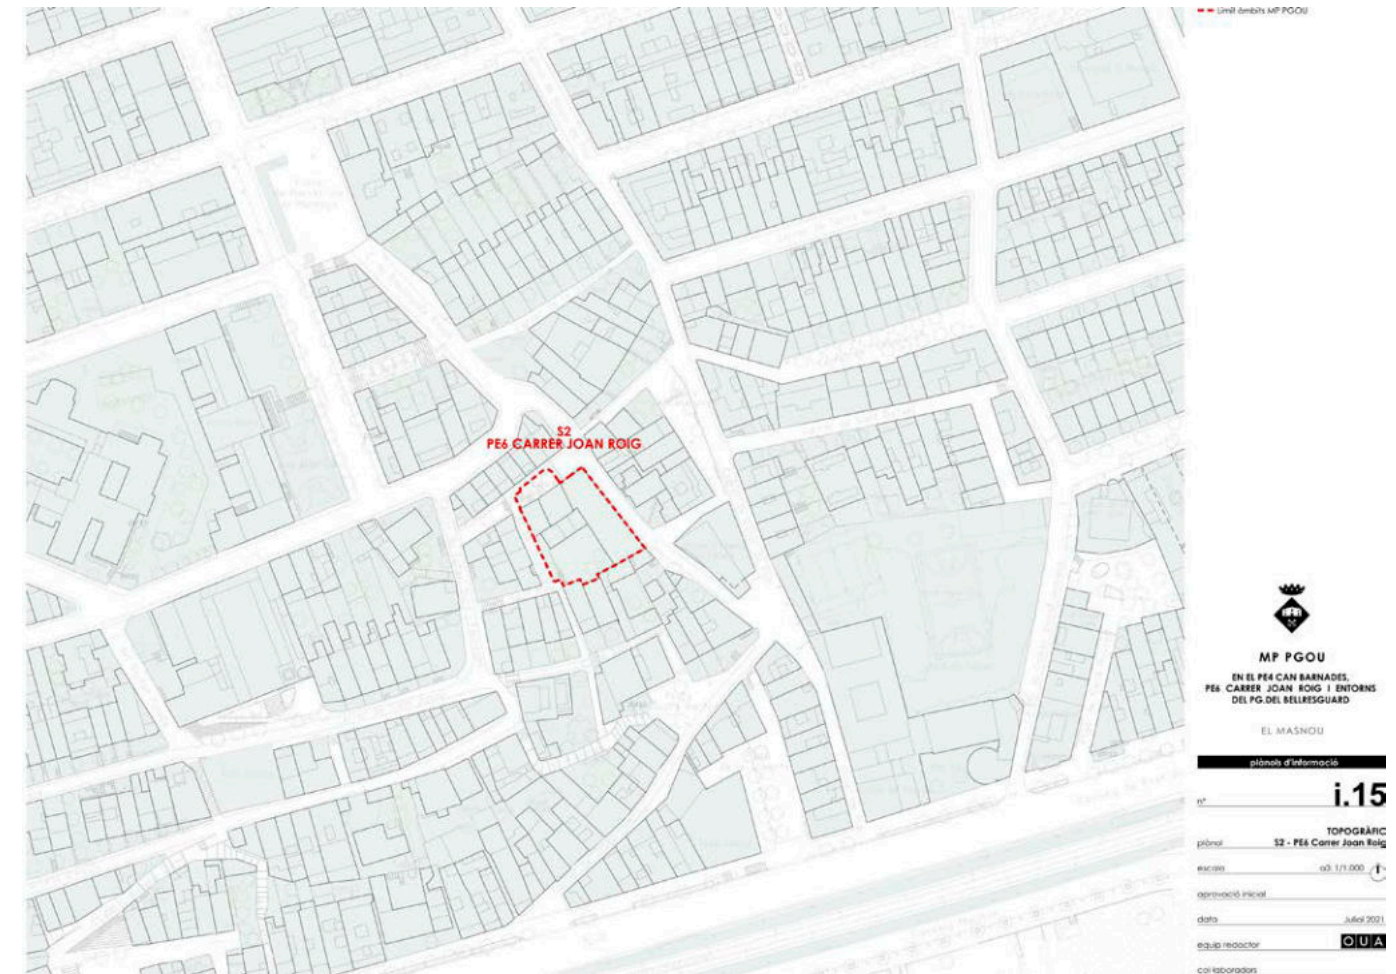 Límit àmbits MP PGOU
S2
PE6 CARRER JOAN ROIG
MP PGOU
EN EL PE4 CAN BARNADES,
PE6 CARRER JOAN ROIG I ENTORNS
DEL PG.DEL BELLRESGUARD
EL MASNOU
plànols d'informació
nº i.15
TOPOGRÀFIC
plànol S2 - PE6 Carrer Joan Roig
escala a3: 1/1.000
aprovació inicial
data Juliol 2021
equip redactor OUA
col·laboradors